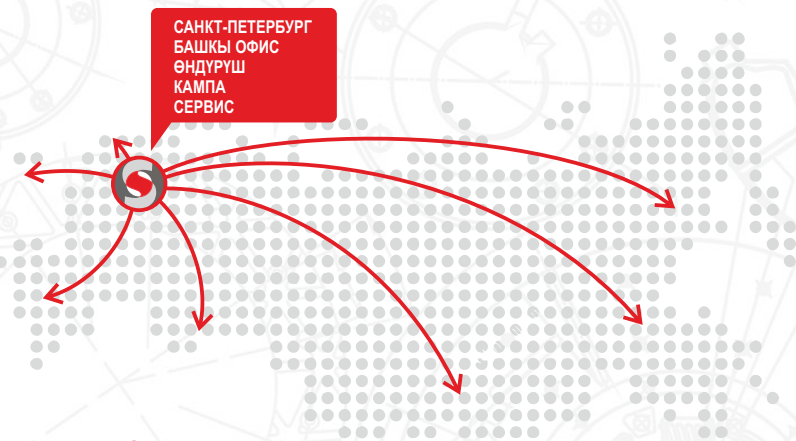 САНКТ-ПЕТЕРБУРГ
БАШКЫ ОФИС
ӨНДҮРҮШ
КАМПА
СЕРВИС